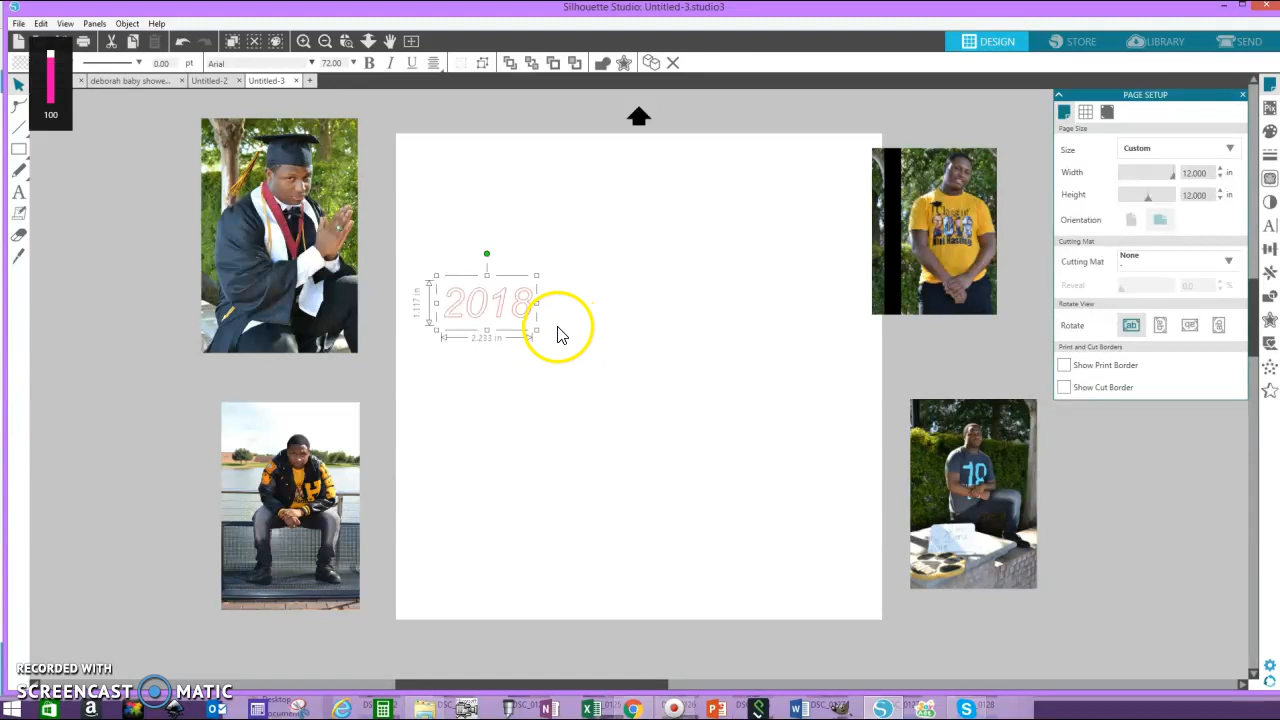 Silhouette Studio: Untitled-3.studio3
File Edit View Panels Object Help
DESIGN STORE LIBRARY SEND
0.00 pt Arial 72.00 B I U
deborah baby showe... Untitled-2 Untitled-3
100
PAGE SETUP
Page Size
Size Custom
Width 12.000 in
Height 12.000 in
Orientation
Cutting Mat
Cutting Mat None
Reveal 0.0 %
Rotate View
Rotate
Print and Cut Borders
Show Print Border
Show Cut Border
2018
1.117 in
2.233 in
18
RECORDED WITH
SCREENCAST MATIC
Desktop